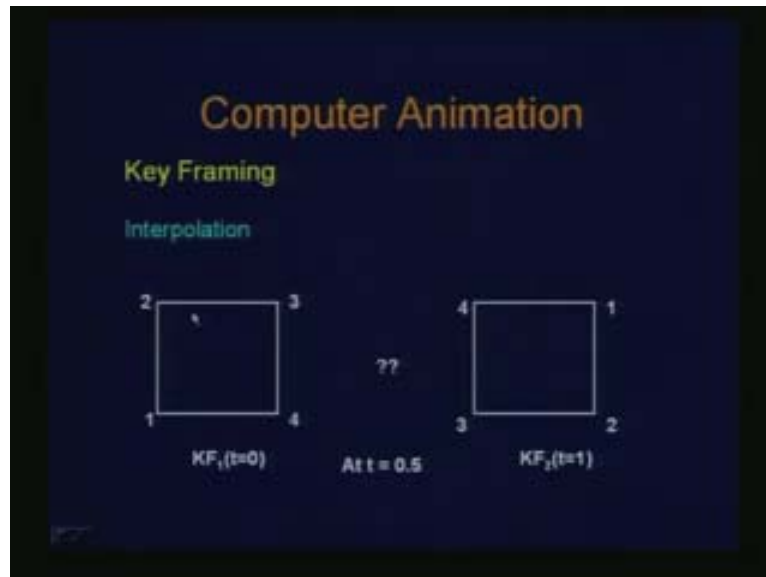 Computer Animation
Key Framing
Interpolation
2 3 4 1
??
1 4 3 2
KF₁(t=0) At t = 0.5 KF₂(t=1)